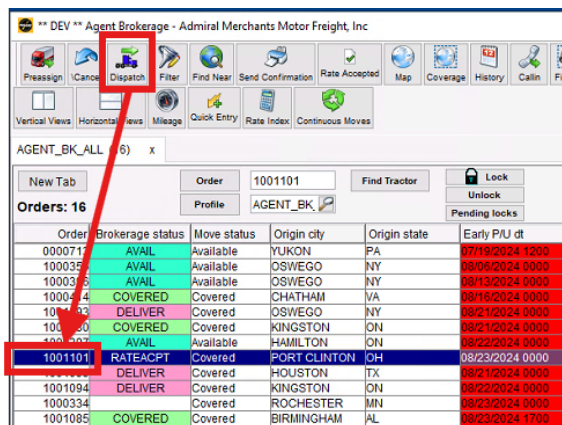 ** DEV ** Agent Brokerage - Admiral Merchants Motor Freight, Inc
Preassign \Cance Dispatch Filter Find Near Send Confirmation Rate Accepted Map Coverage History Callin
Vertical Views Mileage Quick Entry Rate Index Continuous Moves
AGENT_BK_ALL 6) x
New Tab Order 1001101 Find Tractor Lock
Unlock
Orders: 16 Profile AGENT_BK_ Pending locks
Order Brokerage status Move status Origin city Origin state Early P/U dt
AVAIL Available YUKON PA 07/19/2024 1200
AVAIL Available OSWEGO NY 08/06/2024 0000
AVAIL Available OSWEGO NY 08/13/2024 0000
COVERED Covered CHATHAM VA 08/16/2024 0000
DELIVER Covered OSWEGO NY 08/21/2024 0000
COVERED Covered KINGSTON ON 08/21/2024 0000
AVAIL Available HAMILTON ON 08/22/2024 0000
1001101 RATEACPT Covered PORT CLINTON OH 08/23/2024 0000
DELIVER Covered HOUSTON TX 08/21/2024 0000
1001094 DELIVER Covered KINGSTON ON 08/22/2024 0000
1000334 Covered ROCHESTER MN 08/23/2024 0000
1001085 COVERED Covered BIRMINGHAM AL 08/23/2024 1700